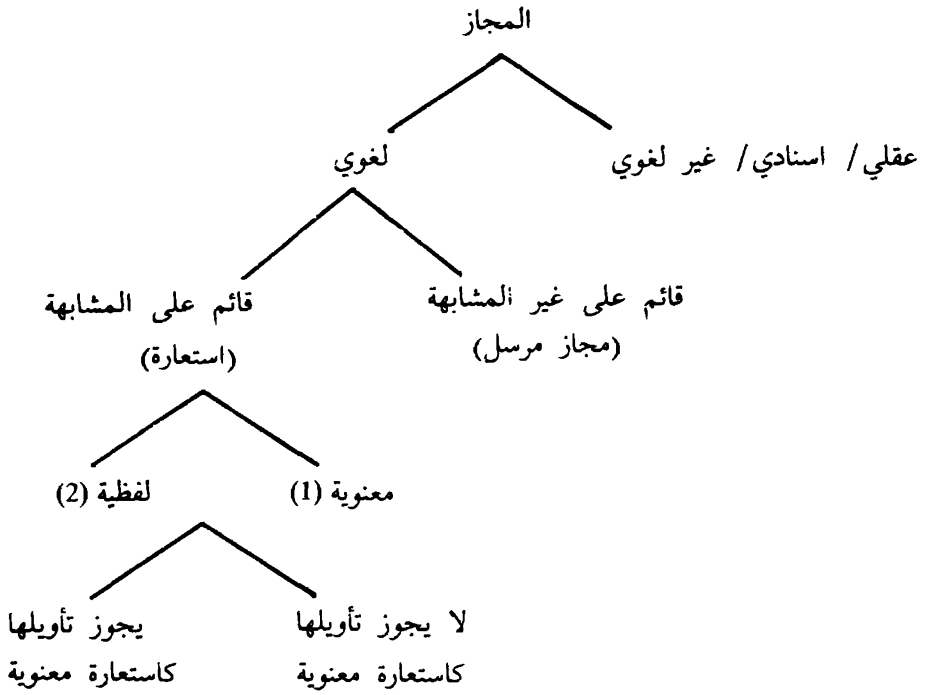 المجاز
عقلي / اسنادي / غير لغوي
لغوي
قائم على غير المشابهة
(مجاز مرسل)
قائم على المشابهة
(استعارة)
معنوية (1)
لفظية (2)
لا يجوز تأويلها
كاستعارة معنوية
يجوز تأويلها
كاستعارة معنوية